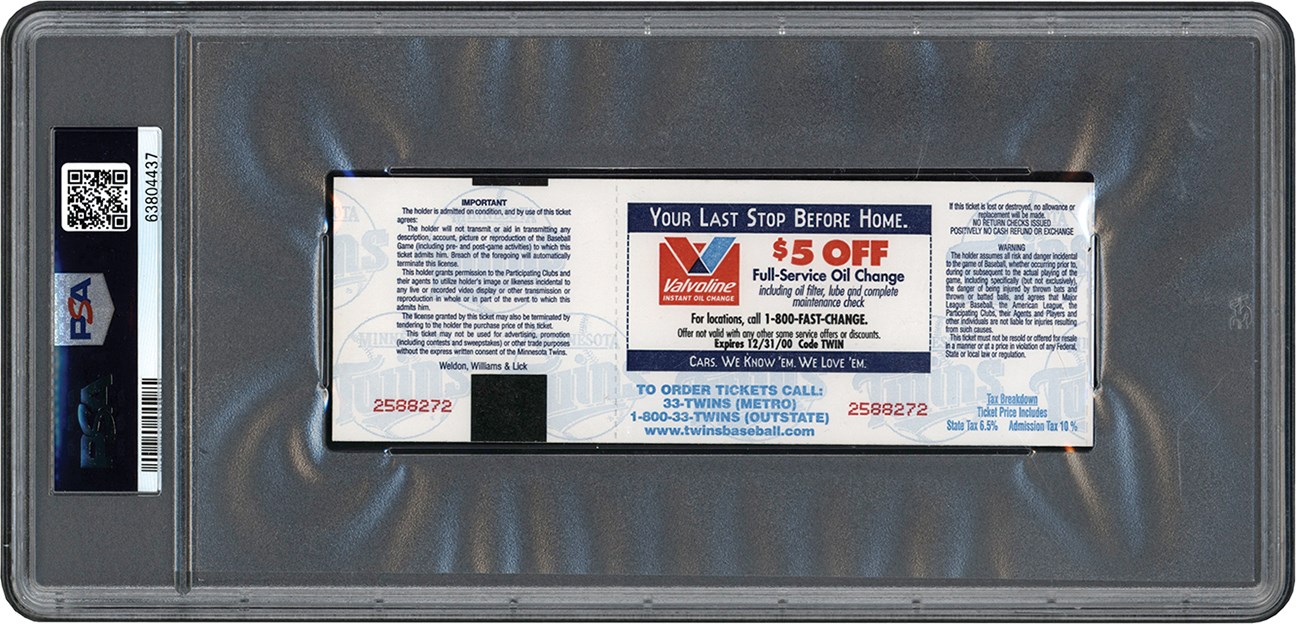 63804437
PSA
PSA
IMPORTANT
The holder is admitted on condition, and by use of this ticket
agrees:
The holder will not transmit or aid in transmitting any
description, account, picture or reproduction of the Baseball
Game (including pre- and post-game activities) to which this
ticket admits him. Breach of the foregoing will automatically
terminate this license.
This holder grants permission to the Participating Clubs and
their agents to utilize holder's image or likeness incidental to
any live or recorded video display or other transmission or
reproduction in whole or in part of the event to which this
admits him.
The license granted by this ticket may also be terminated by
tendering to the holder the purchase price of this ticket.
This ticket may not be used for advertising, promotion
(including contests and sweepstakes) or other trade purposes
without the express written consent of the Minnesota Twins.
Weldon, Williams & Lick
2588272
YOUR LAST STOP BEFORE HOME.
Valvoline
INSTANT OIL CHANGE
$5 OFF
Full-Service Oil Change
including oil filter, lube and complete
maintenance check
For locations, call 1-800-FAST-CHANGE.
Offer not valid with any other same service offers or discounts.
Expires 12/31/00 Code TWIN
CARS. WE KNOW 'EM. WE LOVE 'EM.
TO ORDER TICKETS CALL:
33-TWINS (METRO)
1-800-33-TWINS (OUTSTATE)
www.twinsbaseball.com
2588272
If this ticket is lost or destroyed, no allowance or
replacement will be made.
NO RETURN CHECKS ISSUED
POSITIVELY NO CASH REFUND OR EXCHANGE
WARNING
The holder assumes all risk and danger incidental
to the game of Baseball, whether occurring prior to,
during or subsequent to the actual playing of the
game, including specifically (but not exclusively),
the danger of being injured by thrown bats and
thrown or batted balls, and agrees that Major
League Baseball, the American League, the
Participating Clubs, their Agents and Players and
other individuals are not liable for injuries resulting
from such causes.
This ticket must not be resold or offered for resale
in a manner or at a price in violation of any Federal,
State or local law or regulation.
Tax Breakdown
Ticket Price Includes
State Tax 6.5% Admission Tax 10 %